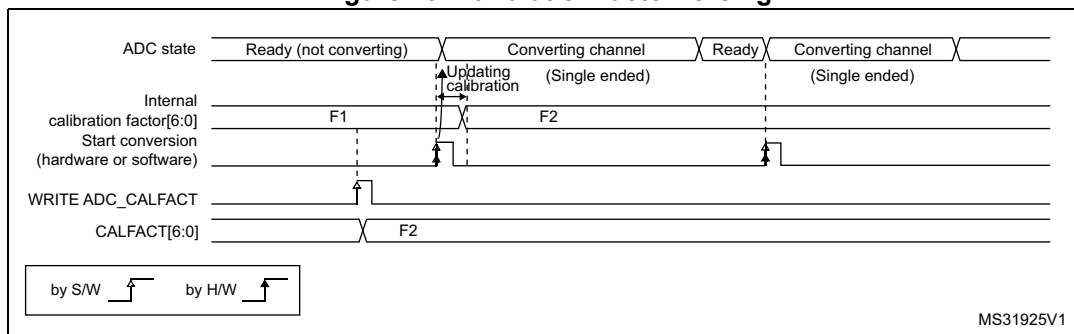 ADC state Ready (not converting) Converting channel Ready Converting channel
Updating (Single ended) (Single ended)
calibration
Internal
calibration factor[6:0] F1 F2
Start conversion
(hardware or software)
WRITE ADC_CALFACT
CALFACT[6:0] F2
by S/W by H/W
MS31925V1